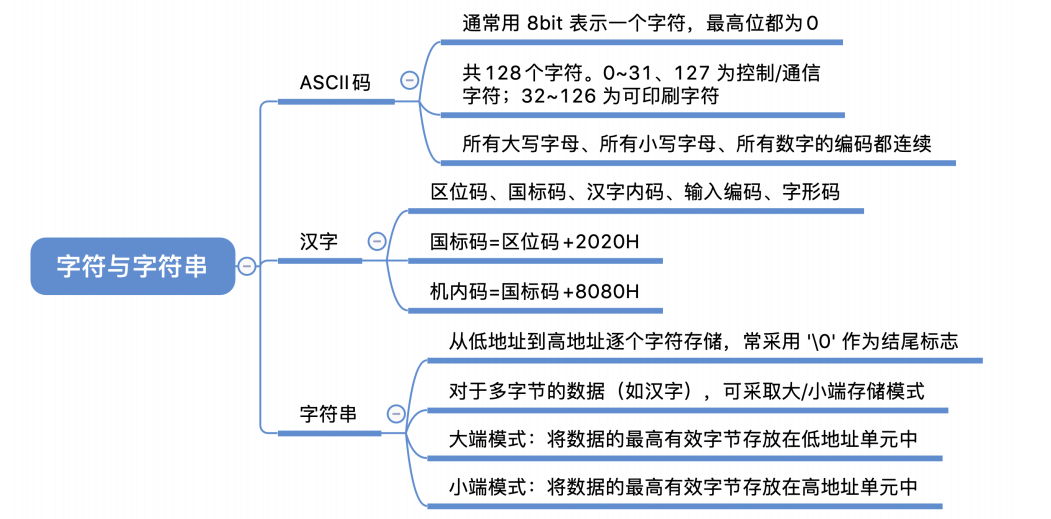 字符与字符串
ASCII码
通常用 8bit 表示一个字符，最高位都为0
共128个字符。0~31、127 为控制/通信
字符；32~126 为可印刷字符
所有大写字母、所有小写字母、所有数字的编码都连续
汉字
区位码、国标码、汉字内码、输入编码、字形码
国标码=区位码+2020H
机内码=国标码+8080H
字符串
从低地址到高地址逐个字符存储，常采用 '\0' 作为结尾标志
对于多字节的数据（如汉字），可采取大/小端存储模式
大端模式：将数据的最高有效字节存放在低地址单元中
小端模式：将数据的最高有效字节存放在高地址单元中